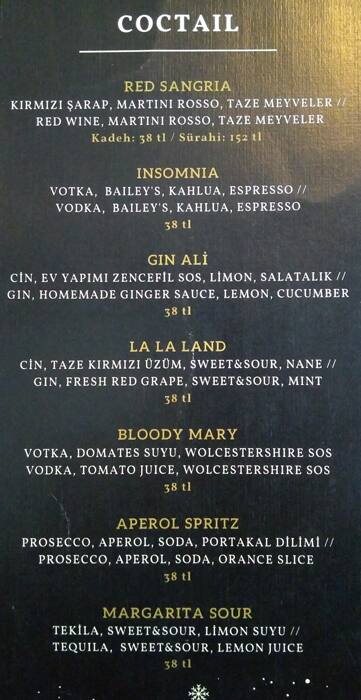 COCTAIL
RED SANGRIA
KIRMIZI ŞARAP, MARTINI ROSSO, TAZE MEYVELER //
RED WINE, MARTINI ROSSO, TAZE MEYVELER
Kadeh: 38 tl / Sürahi: 152 tl
INSOMNIA
VOTKA, BAILEY'S, KAHLUA, ESPRESSO //
VODKA, BAILEY'S, KAHLUA, ESPRESSO
38 tl
GIN ALİ
CİN, EV YAPIMI ZENCEFİL SOS, LİMON, SALATALIK //
GIN, HOMEMADE GINGER SAUCE, LEMON, CUCUMBER
38 tl
LA LA LAND
CİN, TAZE KIRMIZI ÜZÜM, SWEET&SOUR, NANE //
GIN, FRESH RED GRAPE, SWEET&SOUR, MINT
38 tl
BLOODY MARY
VOTKA, DOMATES SUYU, WOLCESTERSHIRE SOS
VODKA, TOMATO JUICE, WOLCESTERSHIRE SOS
38 tl
APEROL SPRITZ
PROSECCO, APEROL, SODA, PORTAKAL DİLİMİ //
PROSECCO, APEROL, SODA, ORANGE SLICE
38 tl
MARGARITA SOUR
TEKİLA, SWEET&SOUR, LİMON SUYU //
TEQUILA, SWEET&SOUR, LEMON JUICE
38 tl